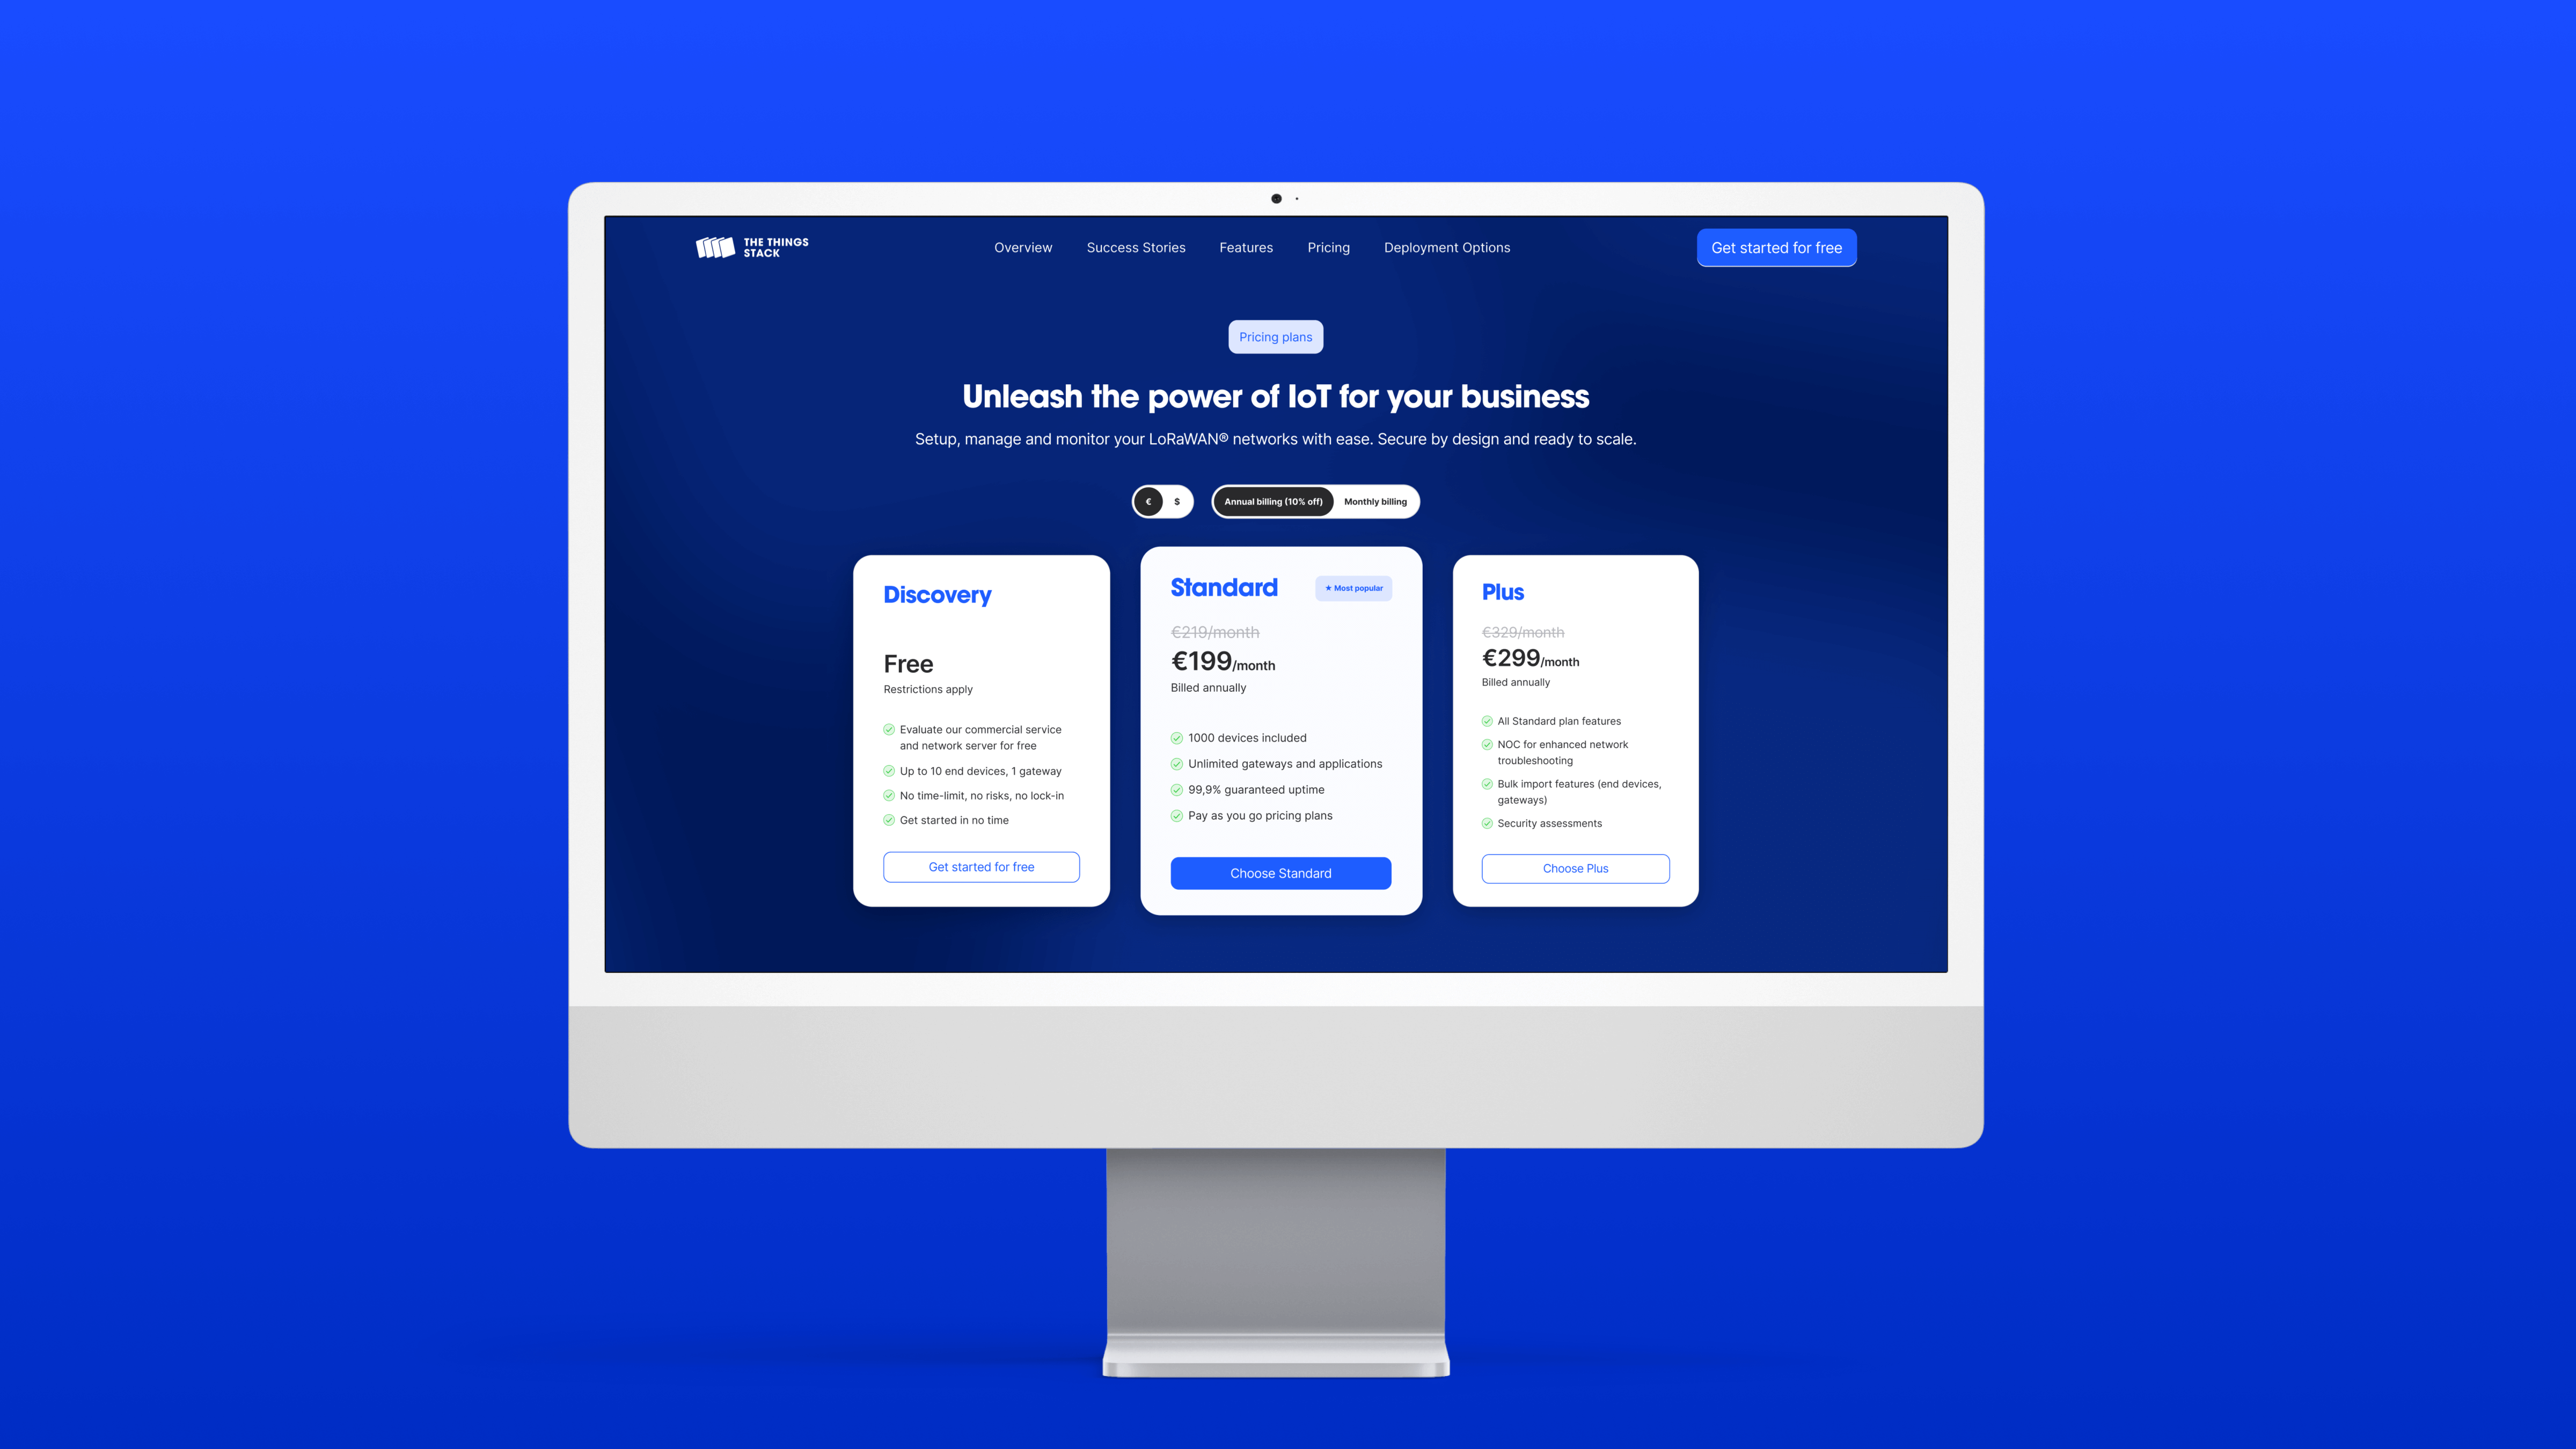 THE THINGS
STACK
Overview
Success Stories
Features
Pricing
Deployment Options
Get started for free
Pricing plans
Unleash the power of IoT for your business
Setup, manage and monitor your LoRaWAN® networks with ease. Secure by design and ready to scale.
€
$
Annual billing (10% off)
Monthly billing
Discovery
Free
Restrictions apply
Evaluate our commercial service
and network server for free
Up to 10 end devices, 1 gateway
No time-limit, no risks, no lock-in
Get started in no time
Get started for free
Standard
★ Most popular
€219/month
€199/month
Billed annually
1000 devices included
Unlimited gateways and applications
99,9% guaranteed uptime
Pay as you go pricing plans
Choose Standard
Plus
€329/month
€299/month
Billed annually
All Standard plan features
NOC for enhanced network
troubleshooting
Bulk import features (end devices,
gateways)
Security assessments
Choose Plus